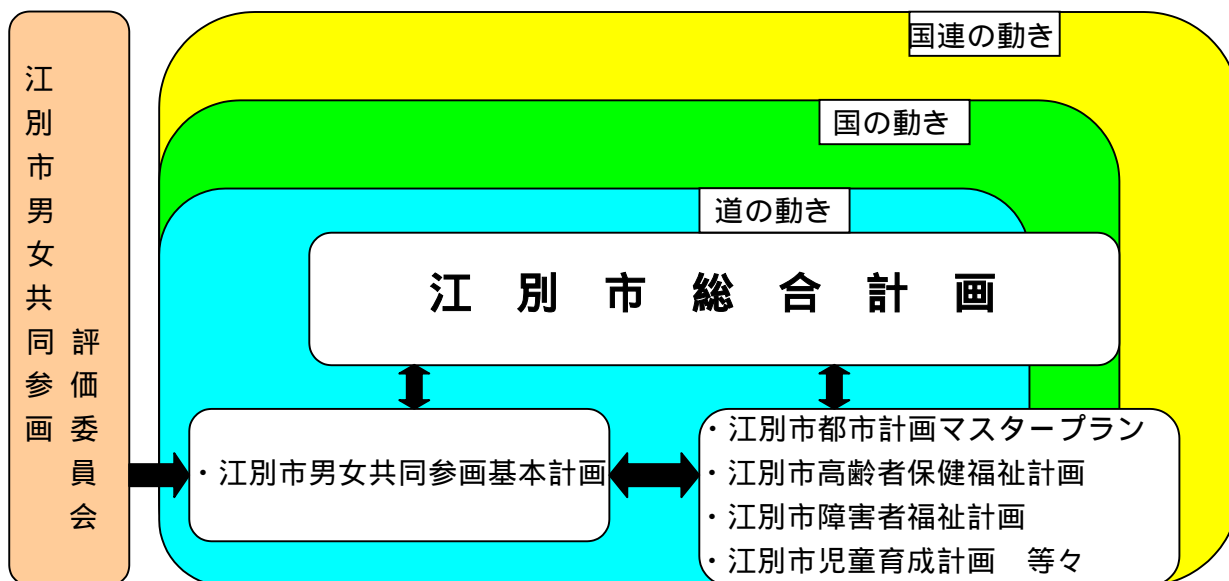 江別市男女共同参画
評価委員会
国連の動き
国の動き
道の動き
江別市総合計画
・江別市男女共同参画基本計画
・江別市都市計画マスタープラン
・江別市高齢者保健福祉計画
・江別市障害者福祉計画
・江別市児童育成計画　等々